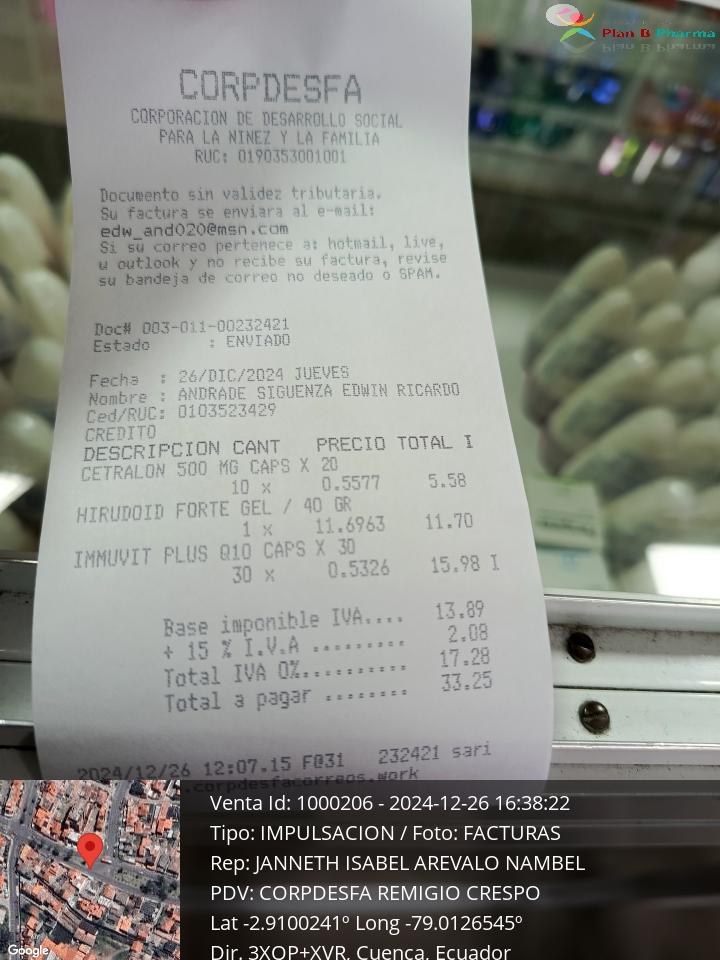 Plan B Pharma
CORPDESFA
CORPORACION DE DESARROLLO SOCIAL
PARA LA NINEZ Y LA FAMILIA
RUC: 0190353001001
Documento sin validez tributaria.
Su factura se enviara al e-mail:
edw_and020@msn.com
Si su correo pertenece a: hotmail, live,
u outlook y no recibe su factura, revise
su bandeja de correo no deseado o SPAM.
Doc# 003-011-00232421
Estado : ENVIADO
Fecha : 26/DIC/2024 JUEVES
Nombre : ANDRADE SIGUENZA EDWIN RICARDO
Ced/RUC: 0103523429
CREDITO
DESCRIPCION CANT PRECIO TOTAL I
CETRALON 500 MG CAPS X 20
10 x 0.5577 5.58
HIRUDOID FORTE GEL / 40 GR
1 x 11.6963 11.70
IMMUVIT PLUS Q10 CAPS X 30
30 x 0.5326 15.98 I
Base imponible IVA.... 13.89
+ 15 % I.V.A ......... 2.08
Total IVA 0%.......... 17.28
Total a pagar ........ 33.25
2024/12/26 12:07.15 F@31 232421 sari
.corpdesfacorreos.work
Venta Id: 1000206 - 2024-12-26 16:38:22
Tipo: IMPULSACION / Foto: FACTURAS
Rep: JANNETH ISABEL AREVALO NAMBEL
PDV: CORPDESFA REMIGIO CRESPO
Lat -2.9100241º Long -79.0126545º
Dir. 3XQP+XVR, Cuenca, Ecuador
Google